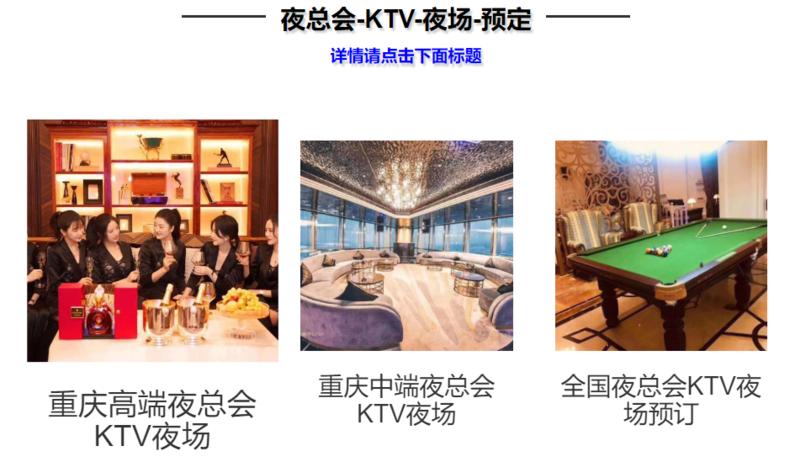 夜总会-KTV-夜场-预定
详情请点击下面标题
重庆高端夜总会
KTV夜场
重庆中端夜总会
KTV夜场
全国夜总会KTV夜
场预订